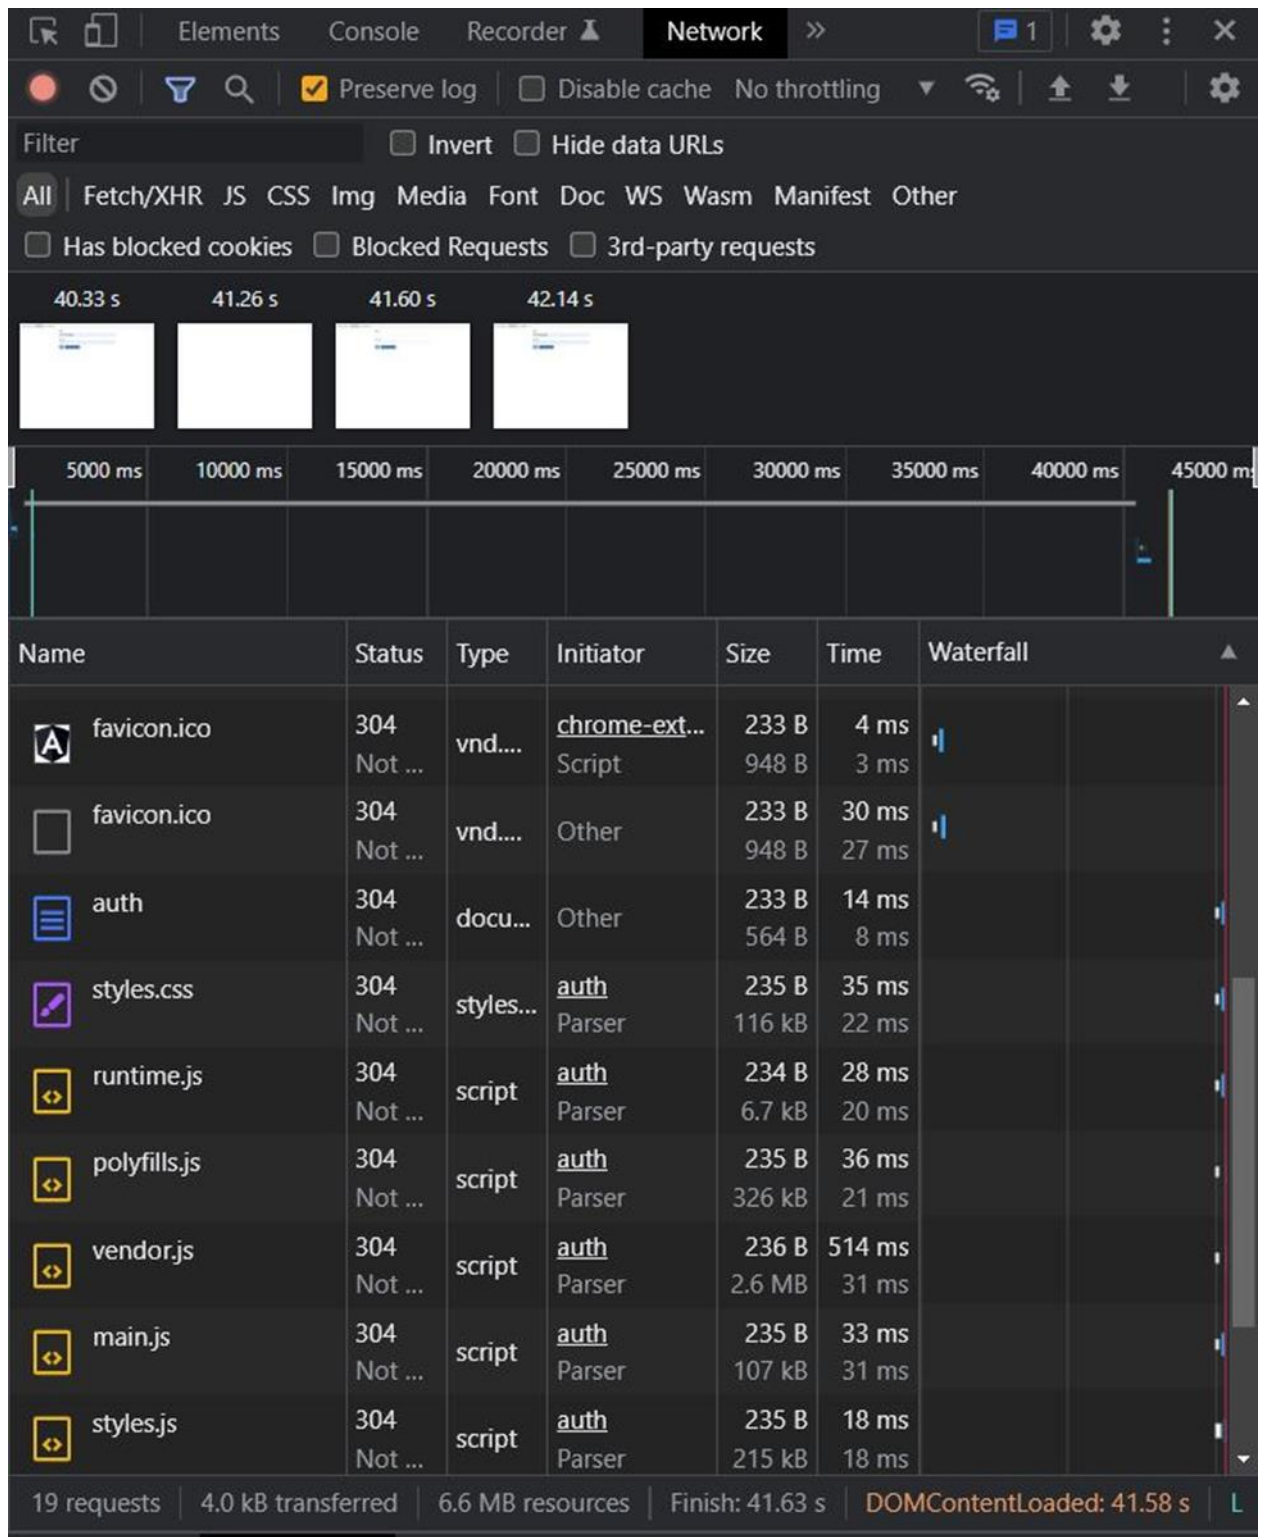 Elements Console Recorder Network 1
Preserve log Disable cache No throttling
Filter Invert Hide data URLs
All Fetch/XHR JS CSS Img Media Font Doc WS Wasm Manifest Other
Has blocked cookies Blocked Requests 3rd-party requests
40.33 s 41.26 s 41.60 s 42.14 s
5000 ms 10000 ms 15000 ms 20000 ms 25000 ms 30000 ms 35000 ms 40000 ms 45000 ms
Name Status Type Initiator Size Time Waterfall
favicon.ico 304 vnd.... chrome-ext... 233 B 4 ms
Not ... Script 948 B 3 ms
favicon.ico 304 vnd.... Other 233 B 30 ms
Not ... 948 B 27 ms
auth 304 docu... Other 233 B 14 ms
Not ... 564 B 8 ms
styles.css 304 styles... auth 235 B 35 ms
Not ... Parser 116 kB 22 ms
runtime.js 304 script auth 234 B 28 ms
Not ... Parser 6.7 kB 20 ms
polyfills.js 304 script auth 235 B 36 ms
Not ... Parser 326 kB 21 ms
vendor.js 304 script auth 236 B 514 ms
Not ... Parser 2.6 MB 31 ms
main.js 304 script auth 235 B 33 ms
Not ... Parser 107 kB 31 ms
styles.js 304 script auth 235 B 18 ms
Not ... Parser 215 kB 18 ms
19 requests 4.0 kB transferred 6.6 MB resources Finish: 41.63 s DOMContentLoaded: 41.58 s L